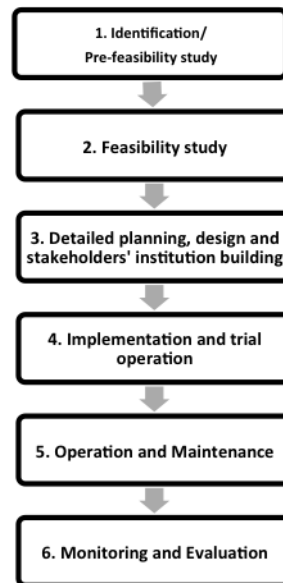 1. Identification/
Pre-feasibility study
2. Feasibility study
3. Detailed planning, design and
stakeholders' institution building
4. Implementation and trial
operation
5. Operation and Maintenance
6. Monitoring and Evaluation